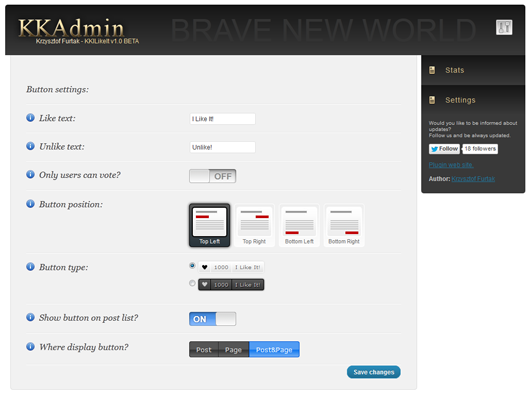 KKAdmin
BRAVE NEW WORLD
Krzysztof Furtak - KKILikeIt v1.0 BETA
Stats
Settings
Would you like to be informed about
updates?
Follow us and be always updated.
Follow 18 followers
Plugin web site.
Author: Krzysztof Furtak
Button settings:
Like text: I Like It!
Unlike text: Unlike!
Only users can vote? OFF
Button position:
Top Left Top Right Bottom Left Bottom Right
Button type:
1000 I Like It!
1000 I Like It!
Show button on post list? ON
Where display button? Post Page Post&Page
Save changes